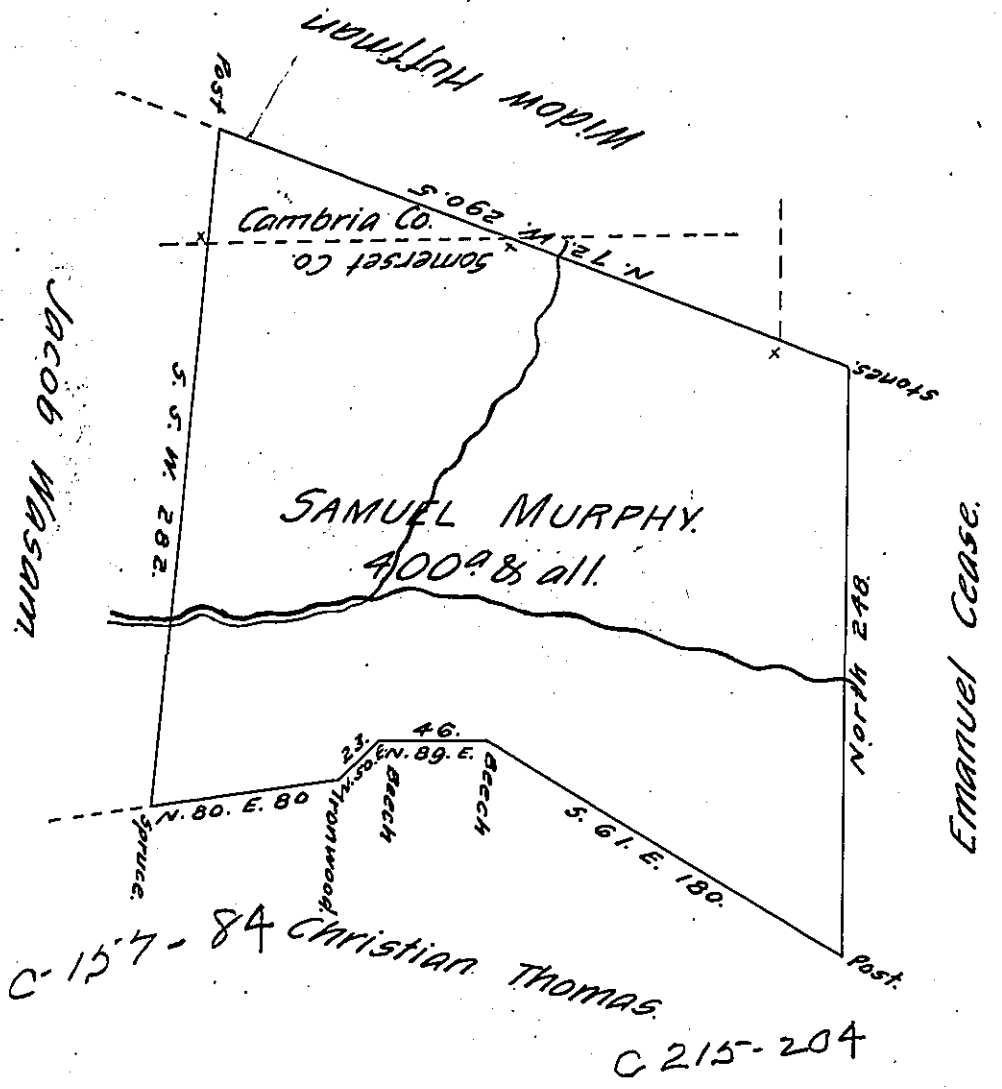 Widow Huffman
Post
N. 72. W. 290.5
Cambria Co.
Somerset Co.
Stones.
Jacob Wasam.
S. 5. W. 282.
SAMUEL MURPHY.
400a & all.
North 248.
Emanuel Cease.
46.
23.
N. 89. E.
N. 50. E.
N. 80. E. 80
S. 61. E. 180.
Spruce.
Ironwood.
Beech
Beech
Post.
C-157-84
Christian Thomas.
C 215-204